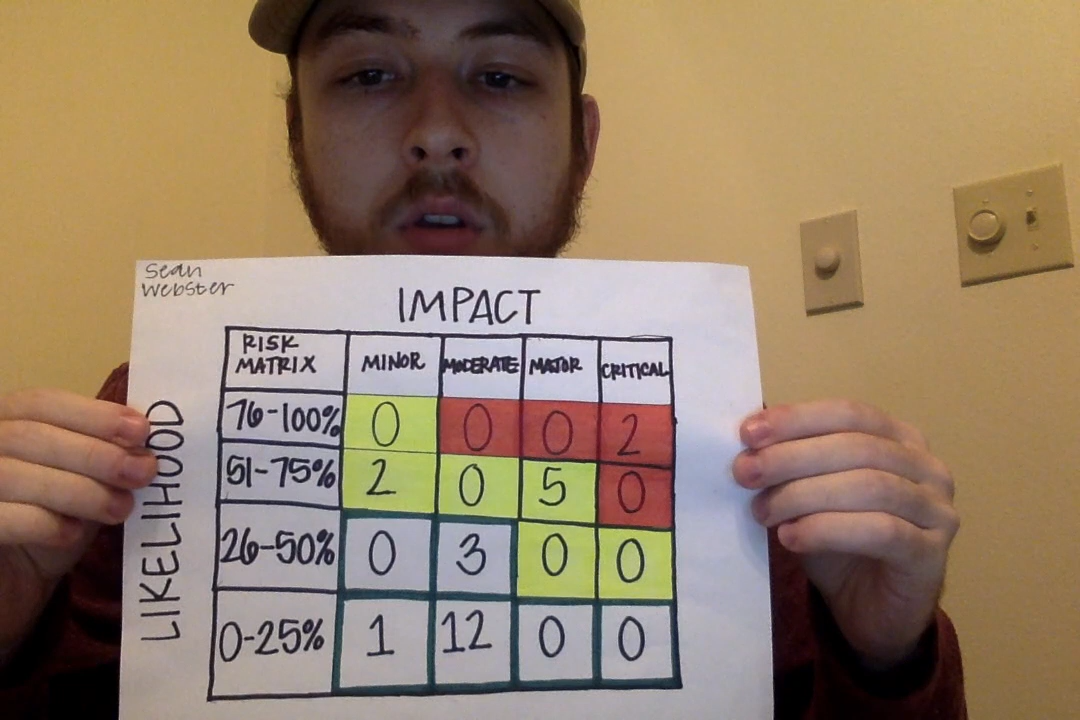 Sean
Webster
IMPACT
LIKELIHOOD
RISK MATRIX MINOR MODERATE MAJOR CRITICAL
76-100% 0 0 0 2
51-75% 2 0 5 0
26-50% 0 3 0 0
0-25% 1 12 0 0